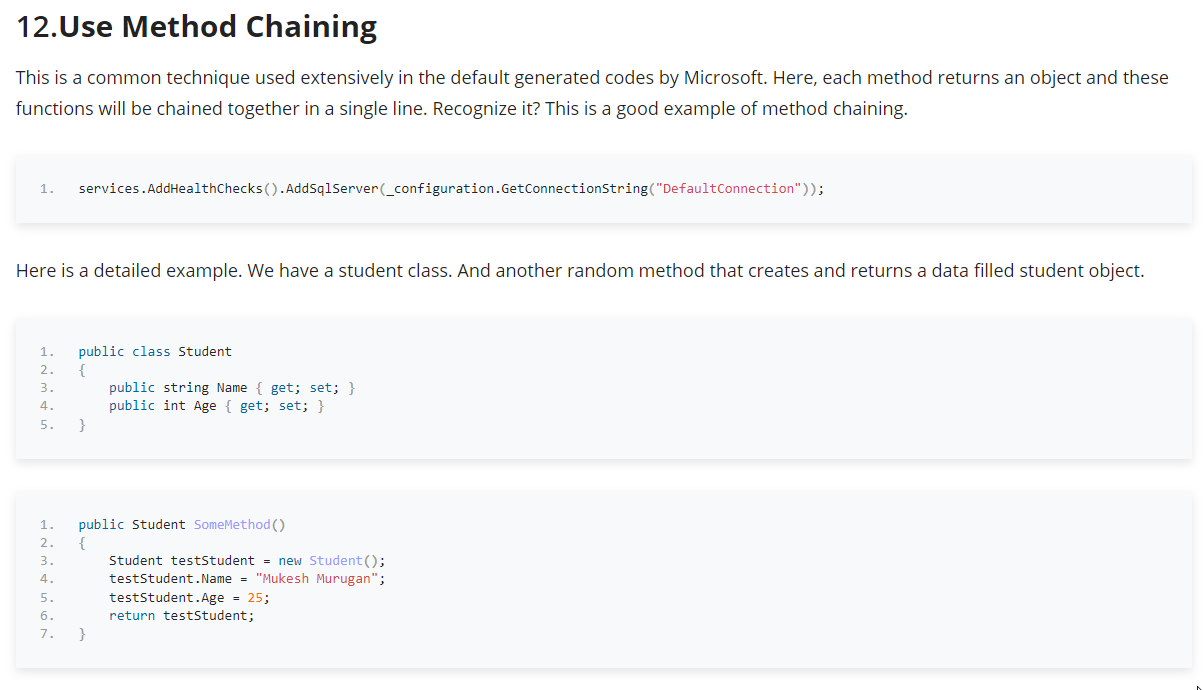 12.Use Method Chaining
This is a common technique used extensively in the default generated codes by Microsoft. Here, each method returns an object and these
functions will be chained together in a single line. Recognize it? This is a good example of method chaining.
1. services.AddHealthChecks().AddSqlServer(_configuration.GetConnectionString("DefaultConnection"));
Here is a detailed example. We have a student class. And another random method that creates and returns a data filled student object.
1. public class Student
2. {
3.     public string Name { get; set; }
4.     public int Age { get; set; }
5. }
1. public Student SomeMethod()
2. {
3.     Student testStudent = new Student();
4.     testStudent.Name = "Mukesh Murugan";
5.     testStudent.Age = 25;
6.     return testStudent;
7. }